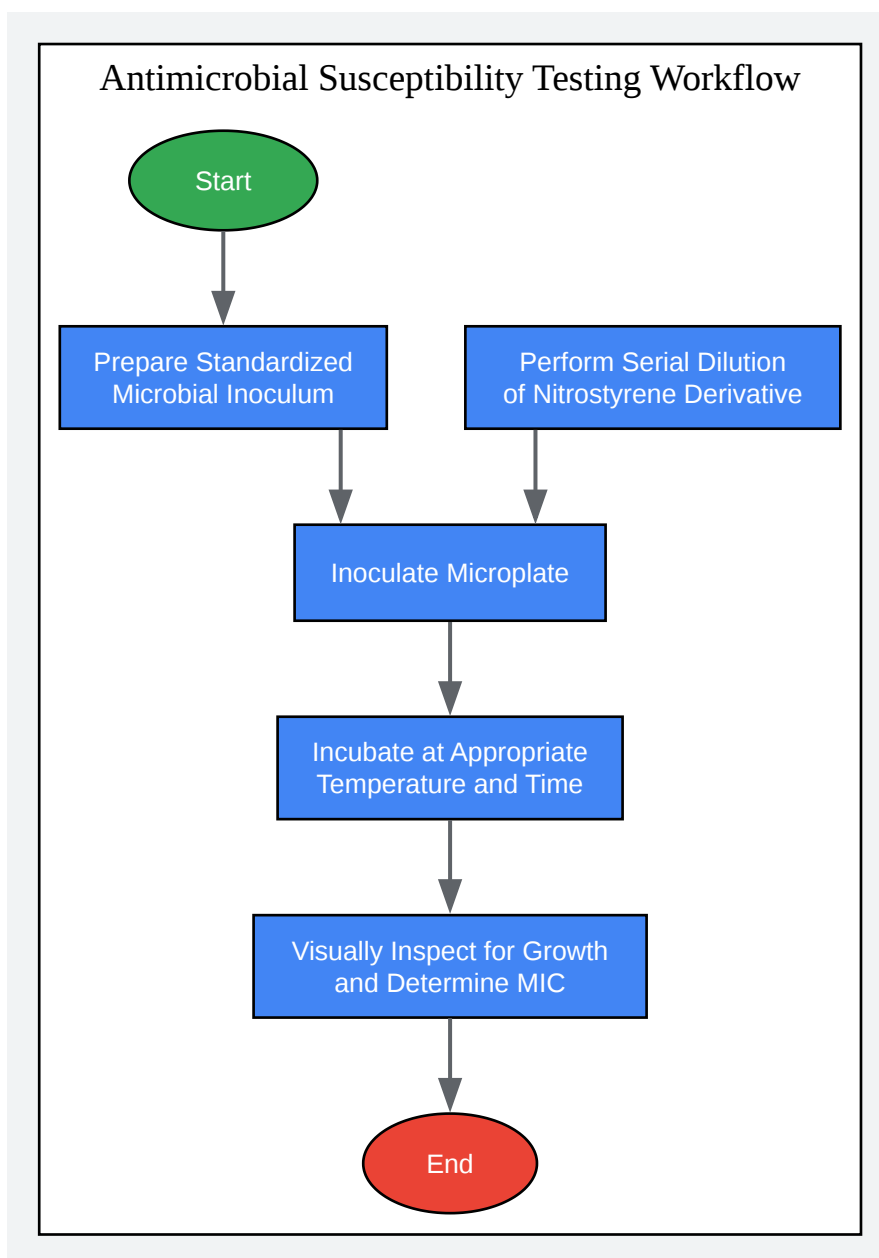 Antimicrobial Susceptibility Testing Workflow
Start
Prepare Standardized
Microbial Inoculum
Perform Serial Dilution
of Nitrostyrene Derivative
Inoculate Microplate
Incubate at Appropriate
Temperature and Time
Visually Inspect for Growth
and Determine MIC
End